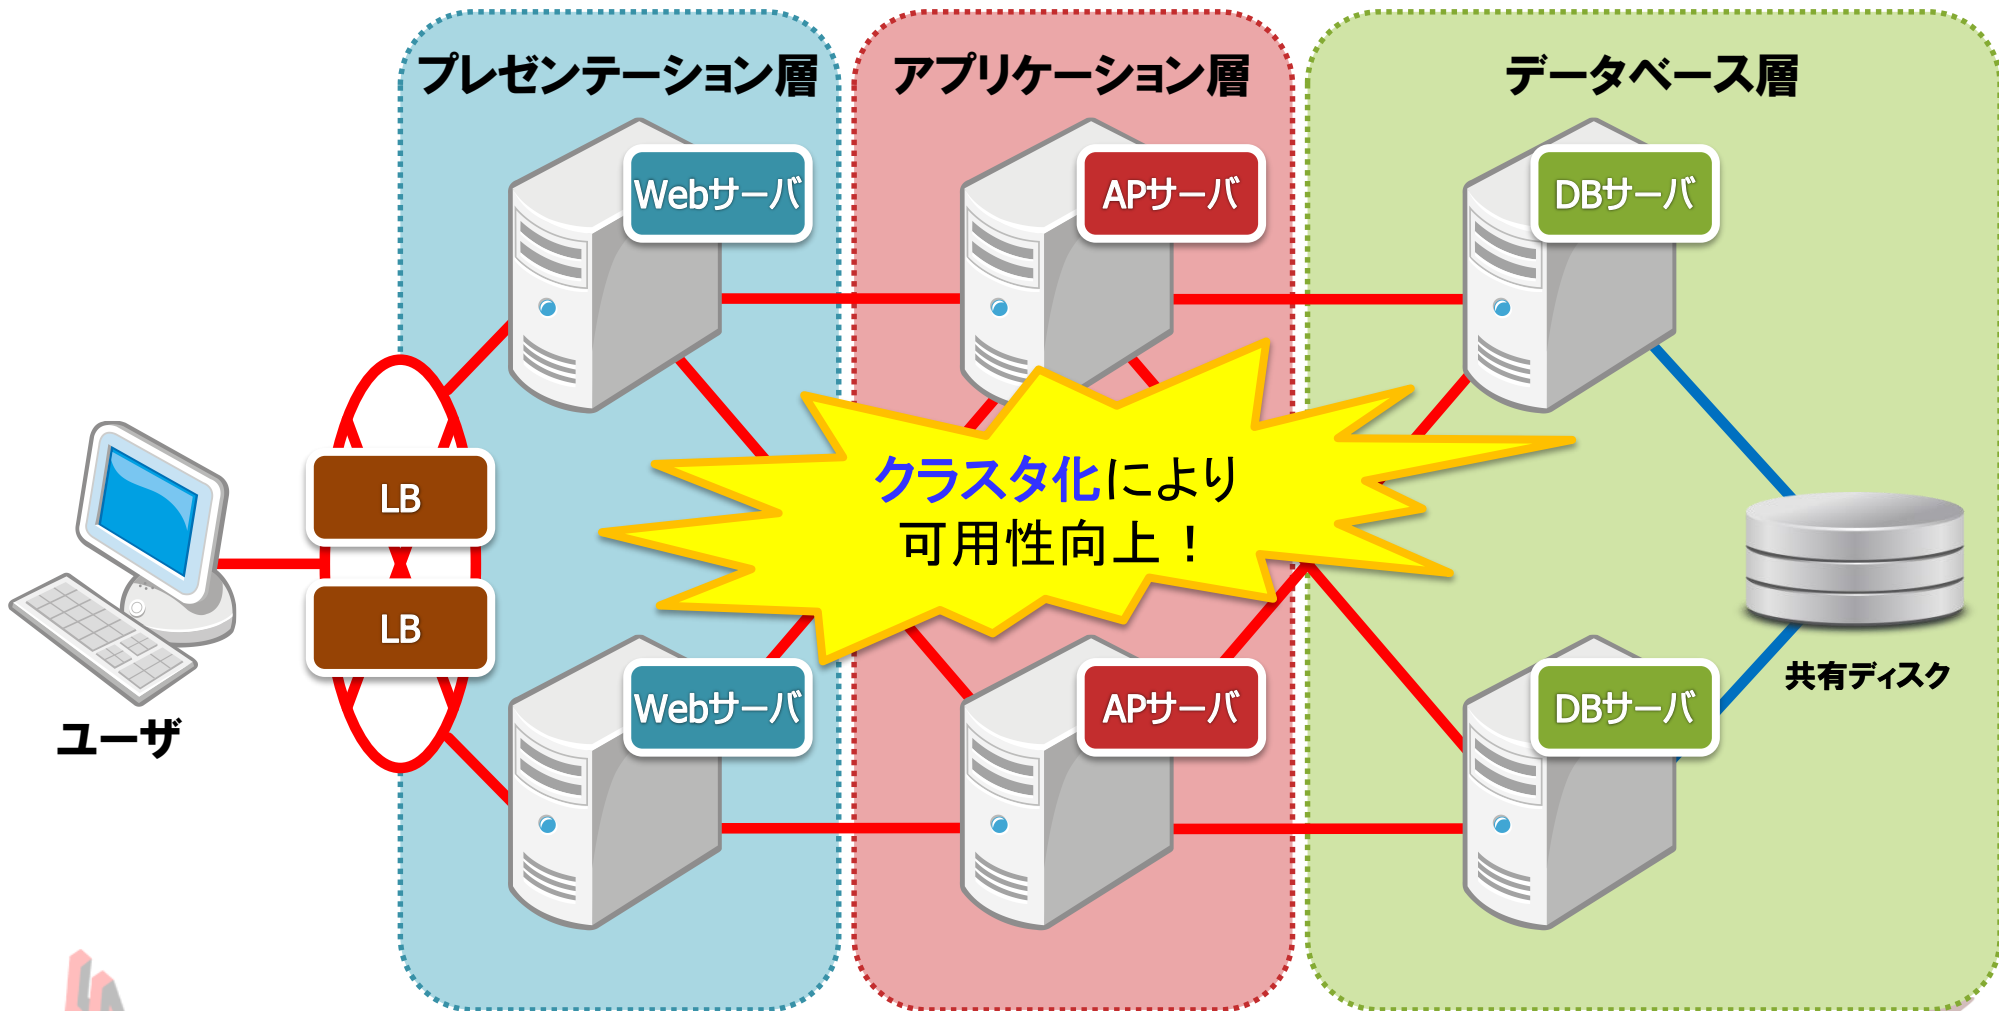 プレゼンテーション層
アプリケーション層
データベース層
Webサーバ
APサーバ
DBサーバ
LB
LB
クラスタ化により
可用性向上！
ユーザ
共有ディスク
Webサーバ
APサーバ
DBサーバ